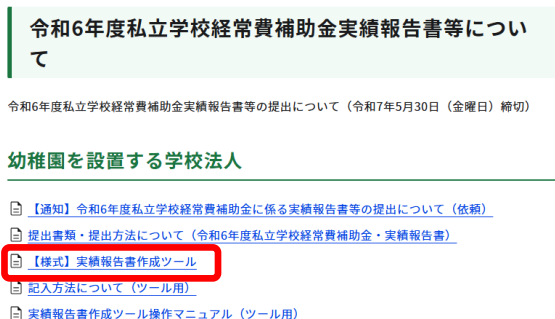 令和6年度私立学校経常費補助金実績報告書等につい
て
令和6年度私立学校経常費補助金実績報告書等の提出について（令和7年5月30日（金曜日）締切）
幼稚園を設置する学校法人
【通知】令和6年度私立学校経常費補助金に係る実績報告書等の提出について（依頼）
提出書類・提出方法について（令和6年度私立学校経常費補助金・実績報告書）
【様式】実績報告書作成ツール
記入方法について（ツール用）
実績報告書作成ツール操作マニュアル（ツール用）